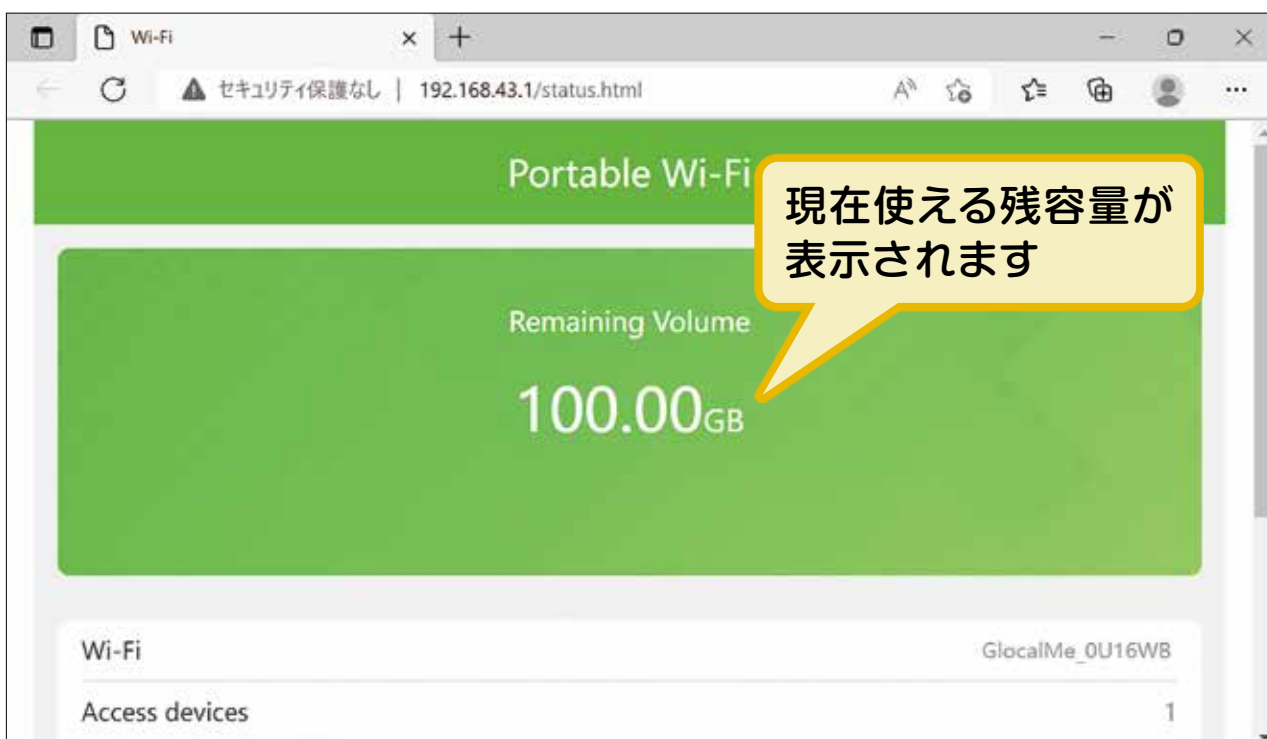 Wi-Fi
セキュリティ保護なし | 192.168.43.1/status.html
Portable Wi-Fi
現在使える残容量が
表示されます
Remaining Volume
100.00GB
Wi-Fi GlocalMe_0U16WB
Access devices 1